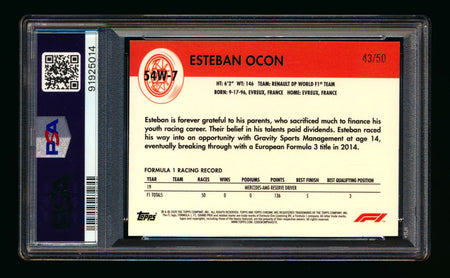 91925014
PSA
ESTEBAN OCON
43/50
54W-7
HT: 6'2" WT: 146 TEAM: RENAULT DP WORLD F1™ TEAM
BORN: 9-17-96, EVREUX, FRANCE HOME: EVREUX, FRANCE
Esteban is forever grateful to his parents, who sacrificed much to finance his
youth racing career. Their belief in his talents paid dividends. Esteban raced
his way into an opportunity with Gravity Sports Management at age 14,
eventually breaking through with a European Formula 3 title in 2014.
FORMULA 1 RACING RECORD
YEAR TEAM RACES WINS PODIUMS POINTS BEST FINISH BEST QUALIFYING POSITION
19 MERCEDES-AMG RESERVE DRIVER
F1 TOTALS 50 0 0 136 5 3
Topps
F1